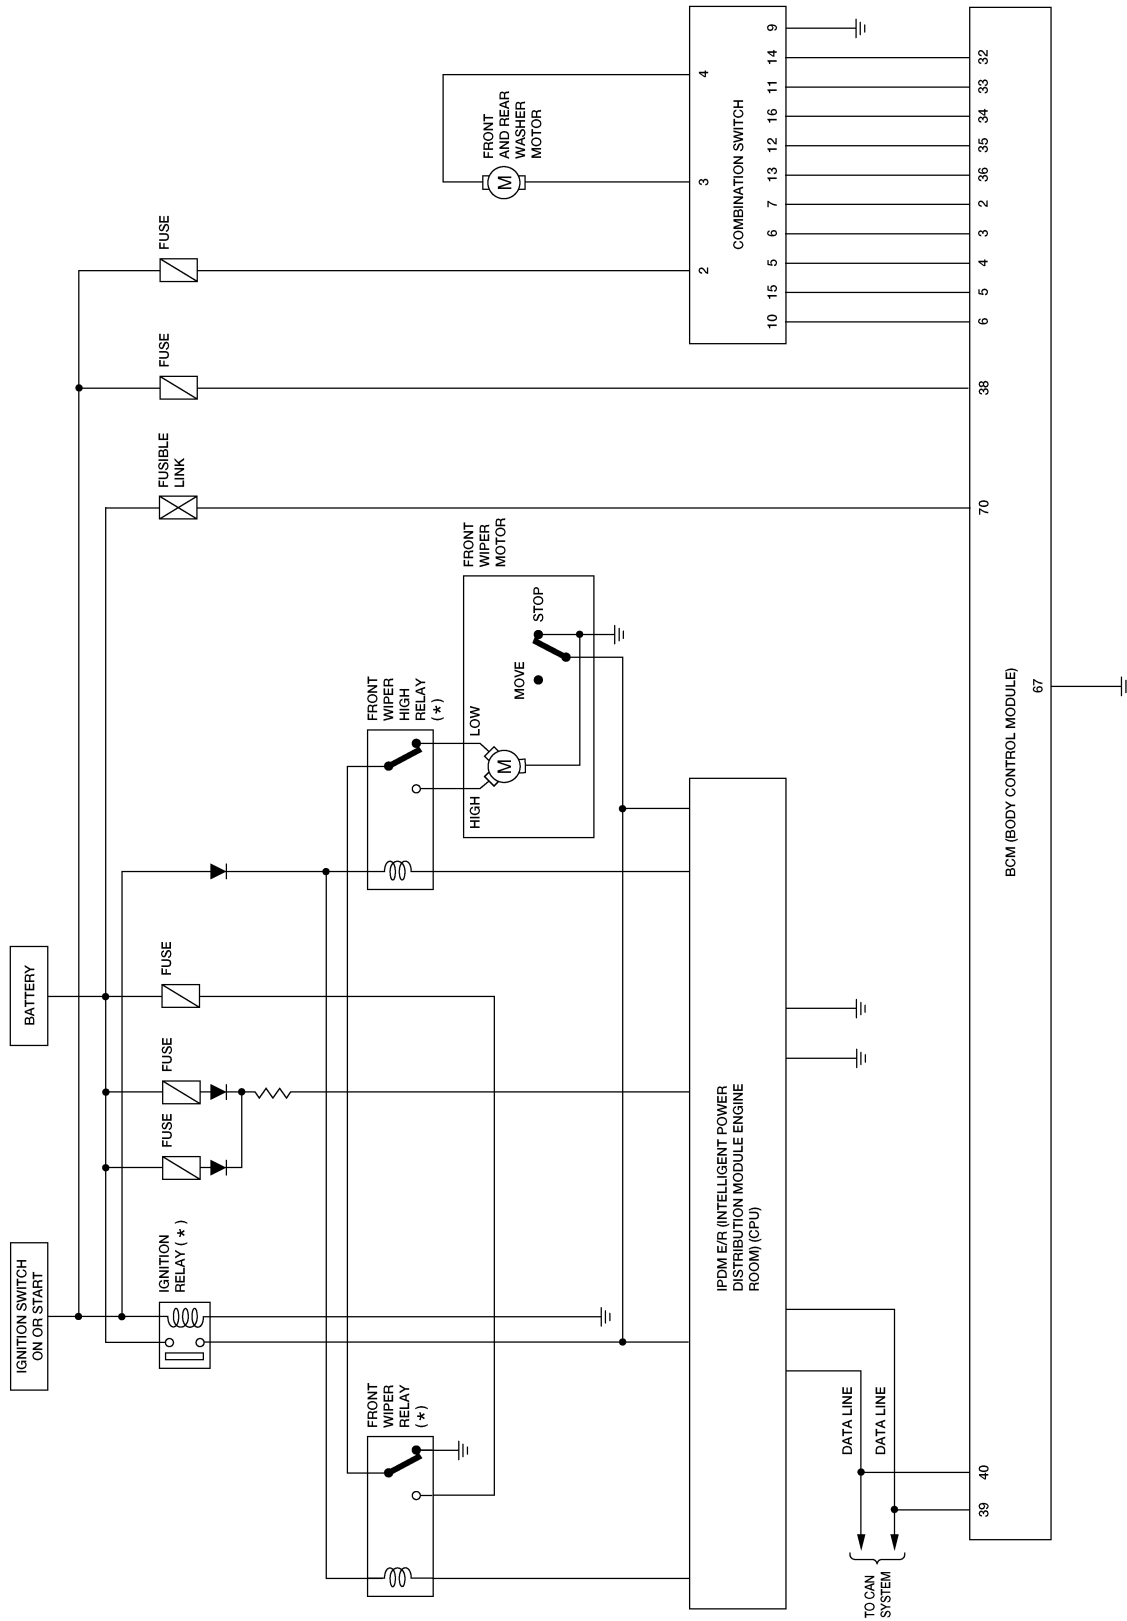 IGNITION SWITCH
ON OR START
BATTERY
IGNITION
RELAY ( * )
FUSE
FUSE
FUSE
FUSIBLE
LINK
FUSE
FUSE
FRONT
WIPER
RELAY
( * )
FRONT
WIPER
HIGH
RELAY
( * )
FRONT
WIPER
MOTOR
HIGH
LOW
M
MOVE
STOP
FRONT
AND REAR
WASHER
MOTOR
M
IPDM E/R (INTELLIGENT POWER
DISTRIBUTION MODULE ENGINE
ROOM) (CPU)
2
3
4
COMBINATION SWITCH
10
15
5
6
7
13
12
16
11
14
9
DATA LINE
DATA LINE
TO CAN
SYSTEM
39
40
70
38
6
5
4
3
2
36
35
34
33
32
BCM (BODY CONTROL MODULE)
67